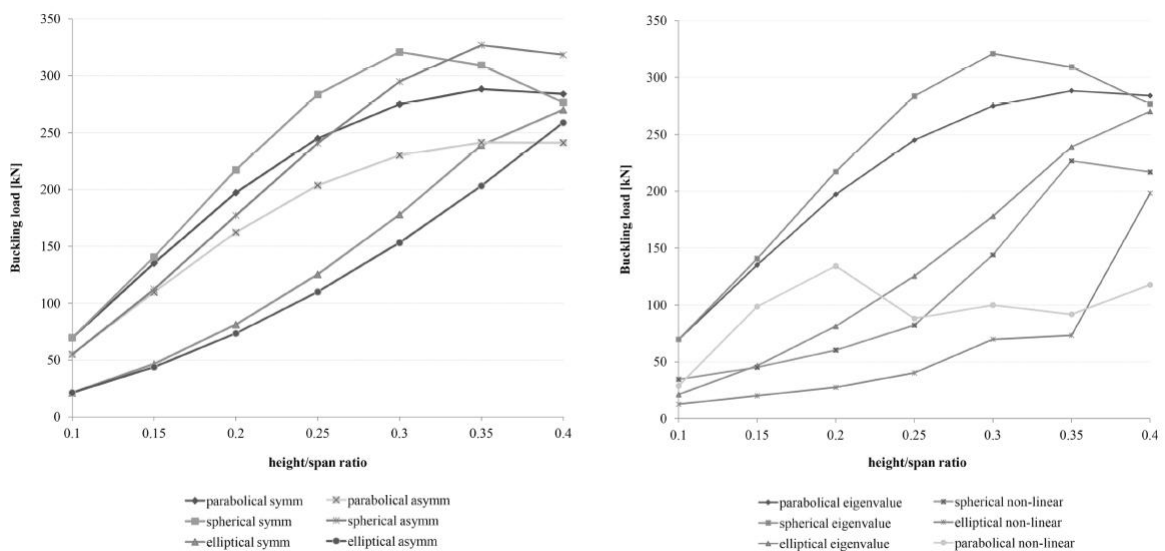 350
300
250
200
150
100
50
0
Buckling load [kN]
0.1 0.15 0.2 0.25 0.3 0.35 0.4
height/span ratio
parabolical symm parabolical asymm
spherical symm spherical asymm
elliptical symm elliptical asymm
350
300
250
200
150
100
50
0
Buckling load [kN]
0.1 0.15 0.2 0.25 0.3 0.35 0.4
height/span ratio
parabolical eigenvalue spherical non-linear
spherical eigenvalue elliptical non-linear
elliptical eigenvalue parabolical non-linear